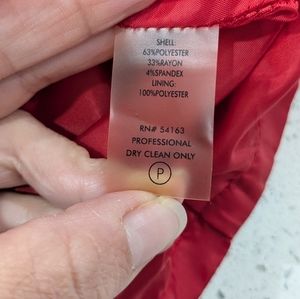 SHELL:
63%POLYESTER
33%RAYON
4%SPANDEX
LINING:
100%POLYESTER
RN# 54163
PROFESSIONAL
DRY CLEAN ONLY
P